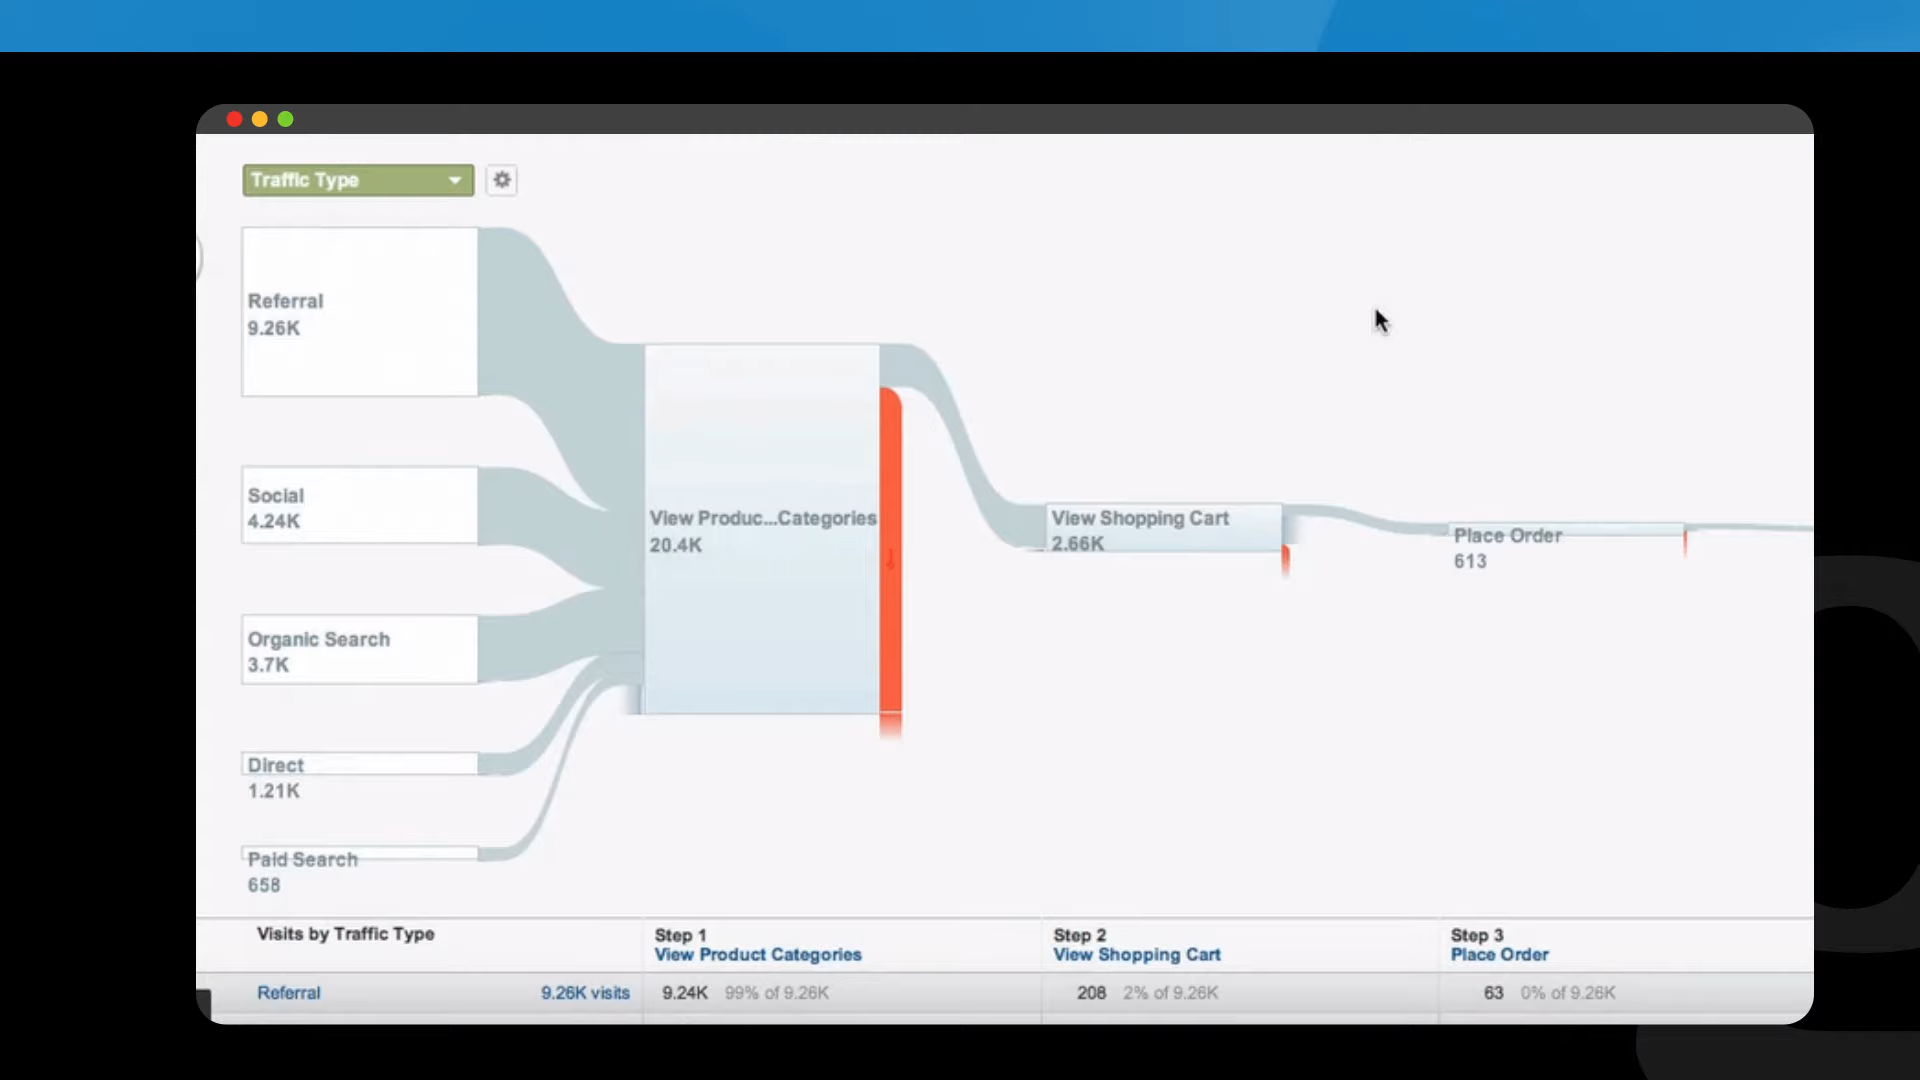 Traffic Type
Referral
9.26K
Social
4.24K
Organic Search
3.7K
Direct
1.21K
Paid Search
658
View Produc...Categories
20.4K
View Shopping Cart
2.66K
Place Order
613
Visits by Traffic Type
Step 1
View Product Categories
Step 2
View Shopping Cart
Step 3
Place Order
Referral 9.26K visits 9.24K 99% of 9.26K 208 2% of 9.26K 63 0% of 9.26K